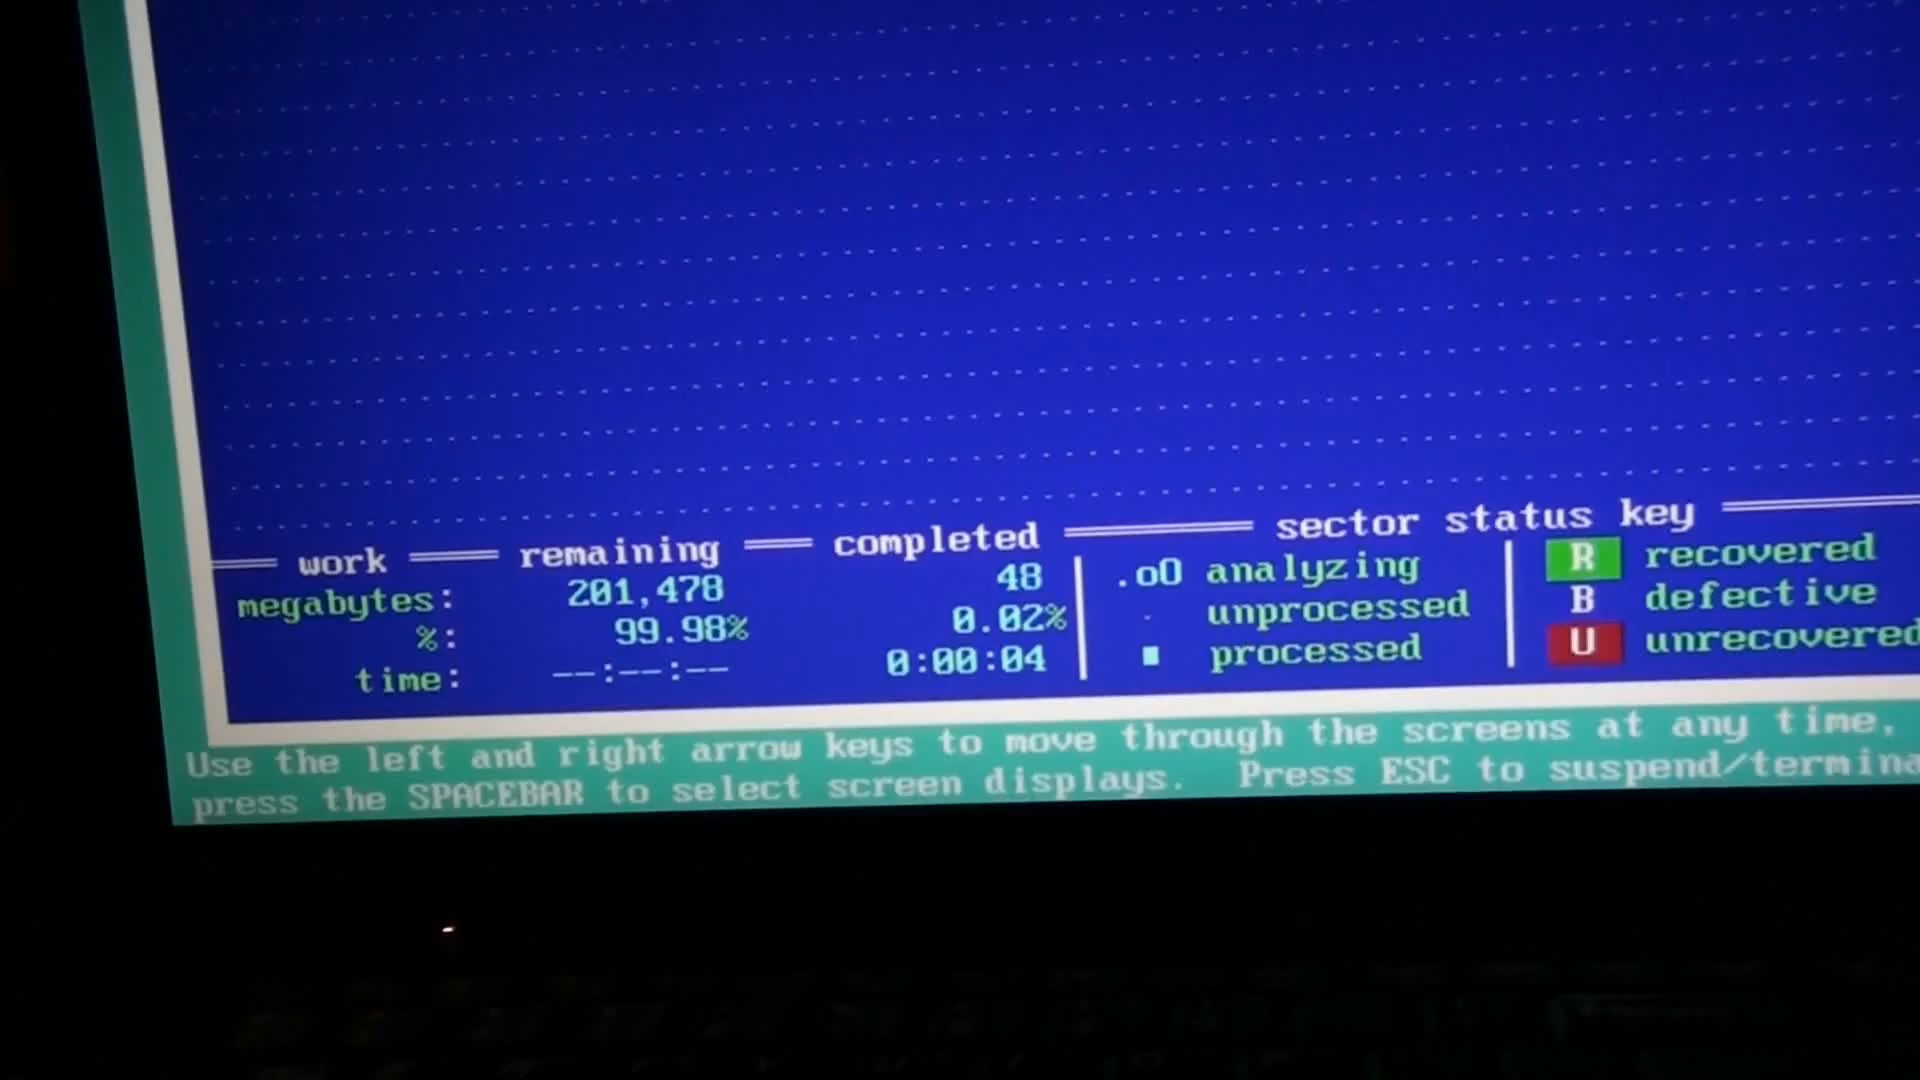 work remaining completed sector status key
megabytes: 201,478 48 .oO analyzing R recovered
%: 99.98% 0.02% unprocessed B defective
time: --:--:-- 0:00:04 processed U unrecovered
Use the left and right arrow keys to move through the screens at any time,
press the SPACEBAR to select screen displays. Press ESC to suspend/termina